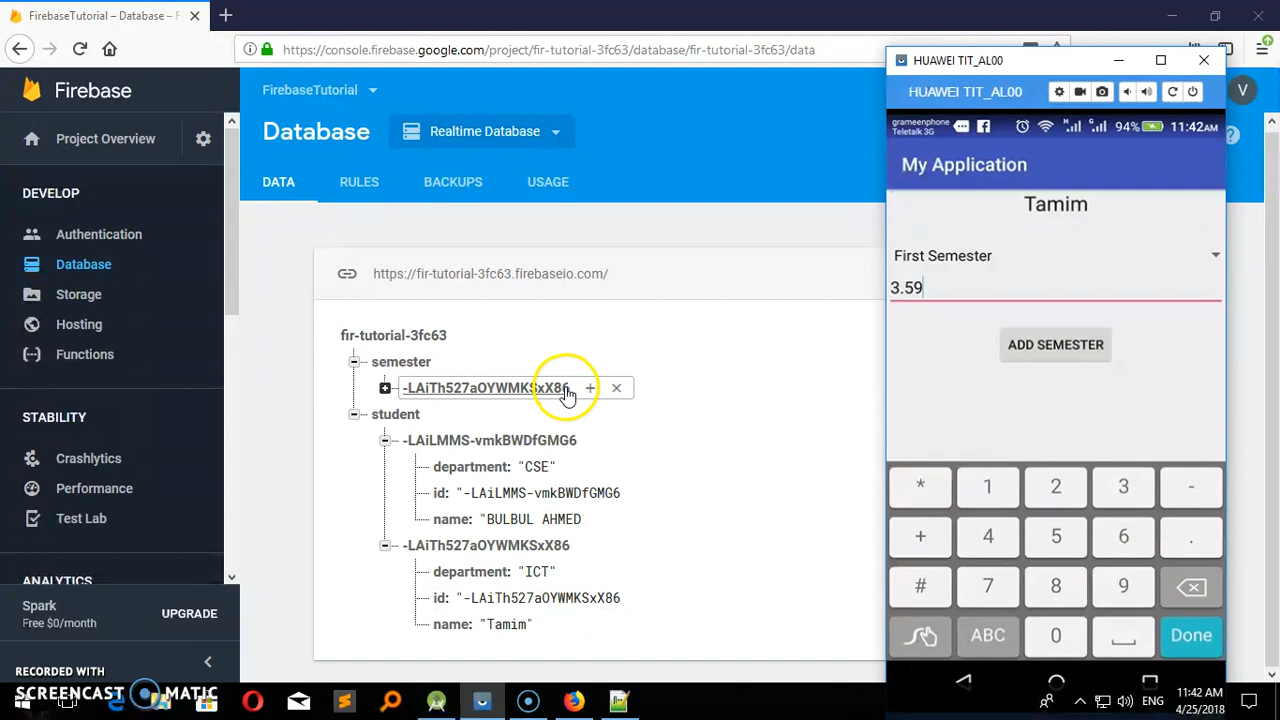 FirebaseTutorial – Database – F
https://console.firebase.google.com/project/fir-tutorial-3fc63/database/fir-tutorial-3fc63/data
Firebase
Project Overview
DEVELOP
Authentication
Database
Storage
Hosting
Functions
STABILITY
Crashlytics
Performance
Test Lab
ANALYTICS
Spark
Free $0/month
UPGRADE
RECORDED WITH
SCREENCAST MATIC
FirebaseTutorial
Database
Realtime Database
DATA
RULES
BACKUPS
USAGE
V
https://fir-tutorial-3fc63.firebaseio.com/
fir-tutorial-3fc63
semester
-LAiTh527aOYWMKSxX86
student
-LAiLMMS-vmkBWDfGMG6
department: "CSE"
id: "-LAiLMMS-vmkBWDfGMG6
name: "BULBUL AHMED
-LAiTh527aOYWMKSxX86
department: "ICT"
id: "-LAiTh527aOYWMKSxX86
name: "Tamim"
HUAWEI TIT_AL00
HUAWEI TIT_AL00
grameenphone
Teletalk 3G
94%
11:42AM
My Application
Tamim
First Semester
3.59
ADD SEMESTER
* 1 2 3 -
+ 4 5 6 .
# 7 8 9
ABC 0 Done
ENG
11:42 AM
4/25/2018